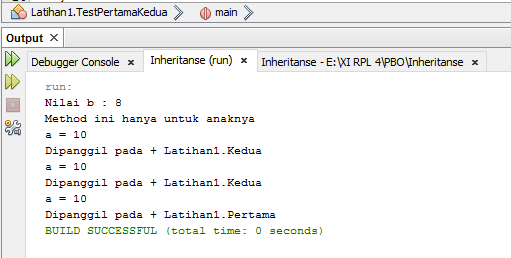 Latihan1.TestPertamaKedua main
Output
Debugger Console Inheritanse (run) Inheritanse - E:\XI RPL 4\PBO\Inheritanse
run:
Nilai b : 8
Method ini hanya untuk anaknya
a = 10
Dipanggil pada + Latihan1.Kedua
a = 10
Dipanggil pada + Latihan1.Kedua
a = 10
Dipanggil pada + Latihan1.Pertama
BUILD SUCCESSFUL (total time: 0 seconds)